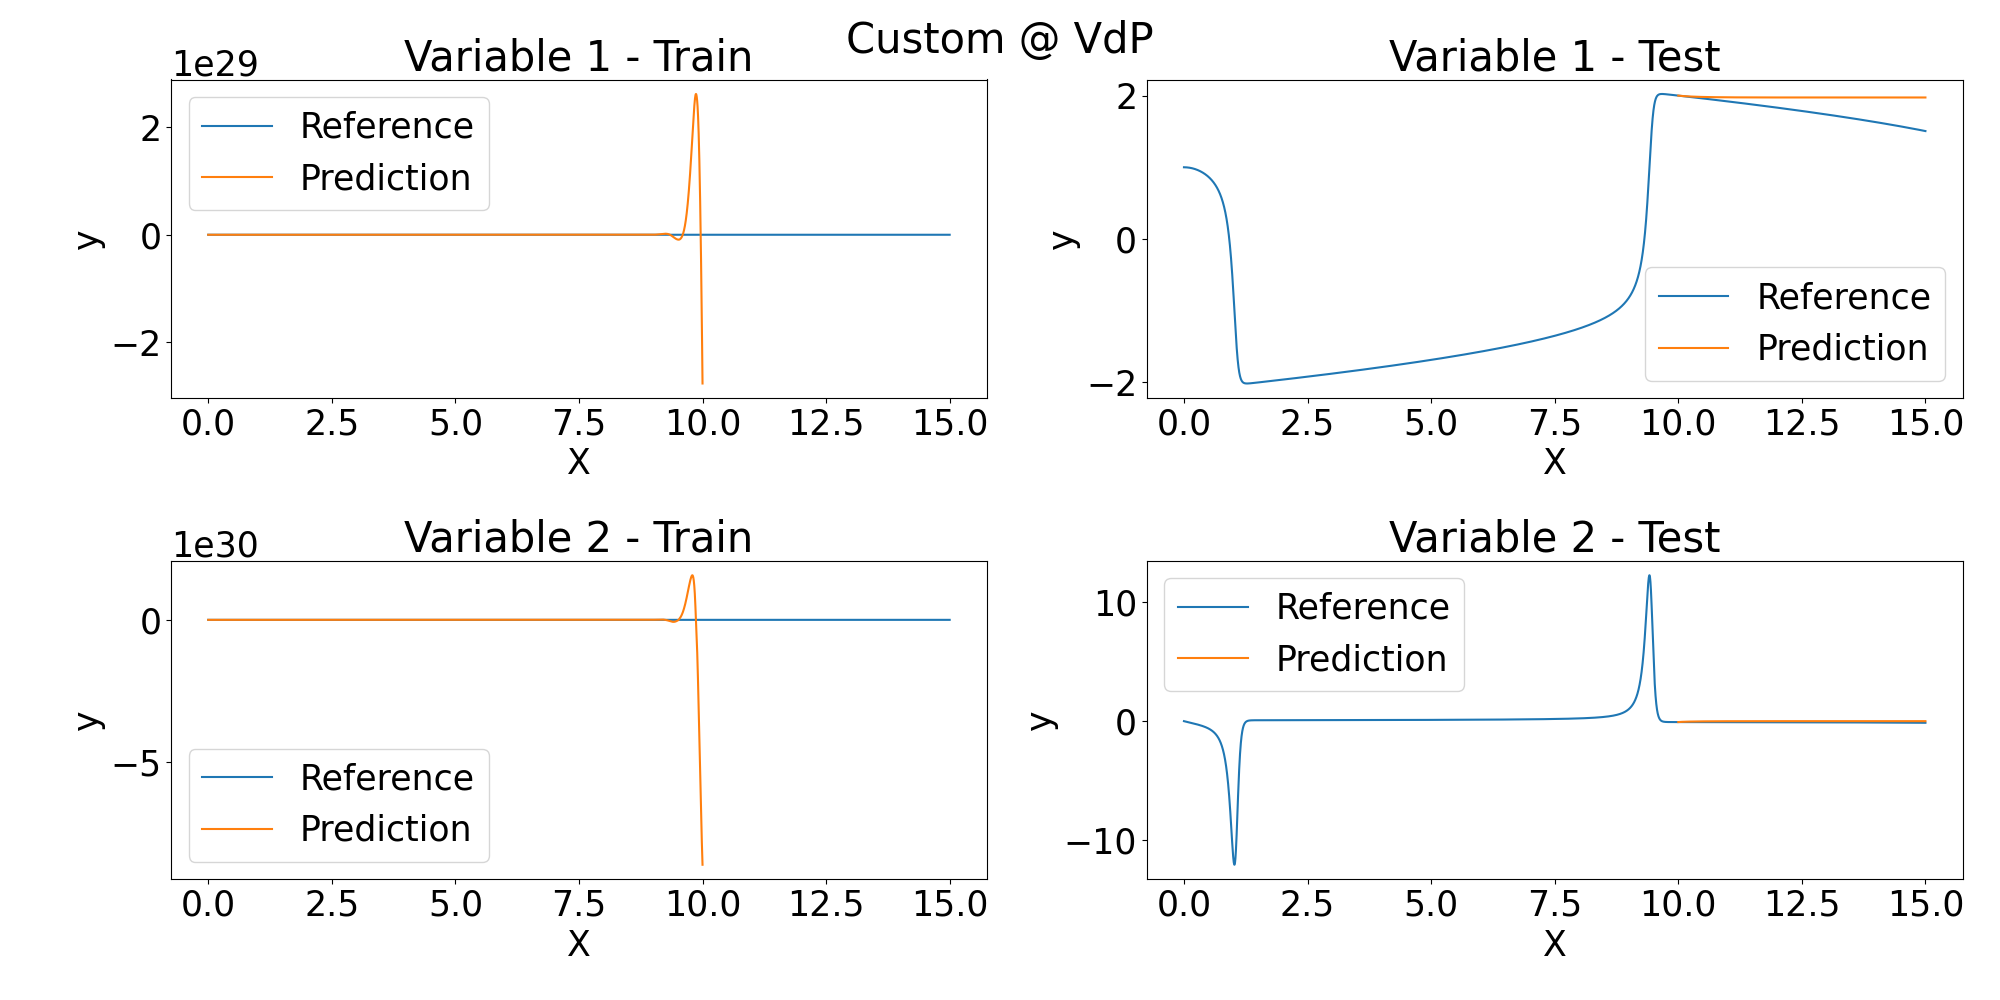 Custom @ VdP
Variable 1 - Train
1e29
2
0
−2
y
Reference
Prediction
0.0 2.5 5.0 7.5 10.0 12.5 15.0
X
Variable 1 - Test
2
0
−2
y
Reference
Prediction
0.0 2.5 5.0 7.5 10.0 12.5 15.0
X
Variable 2 - Train
1e30
0
−5
y
Reference
Prediction
0.0 2.5 5.0 7.5 10.0 12.5 15.0
X
Variable 2 - Test
10
0
−10
y
Reference
Prediction
0.0 2.5 5.0 7.5 10.0 12.5 15.0
X